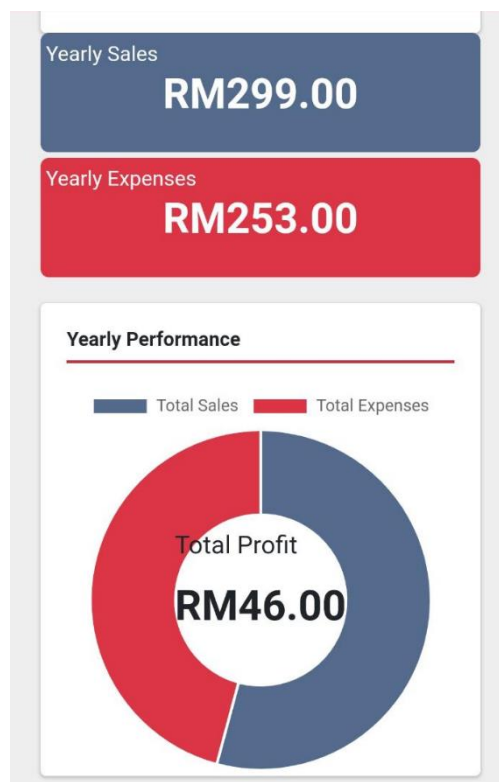 Yearly Sales
RM299.00
Yearly Expenses
RM253.00
Yearly Performance
Total Sales Total Expenses
Total Profit
RM46.00